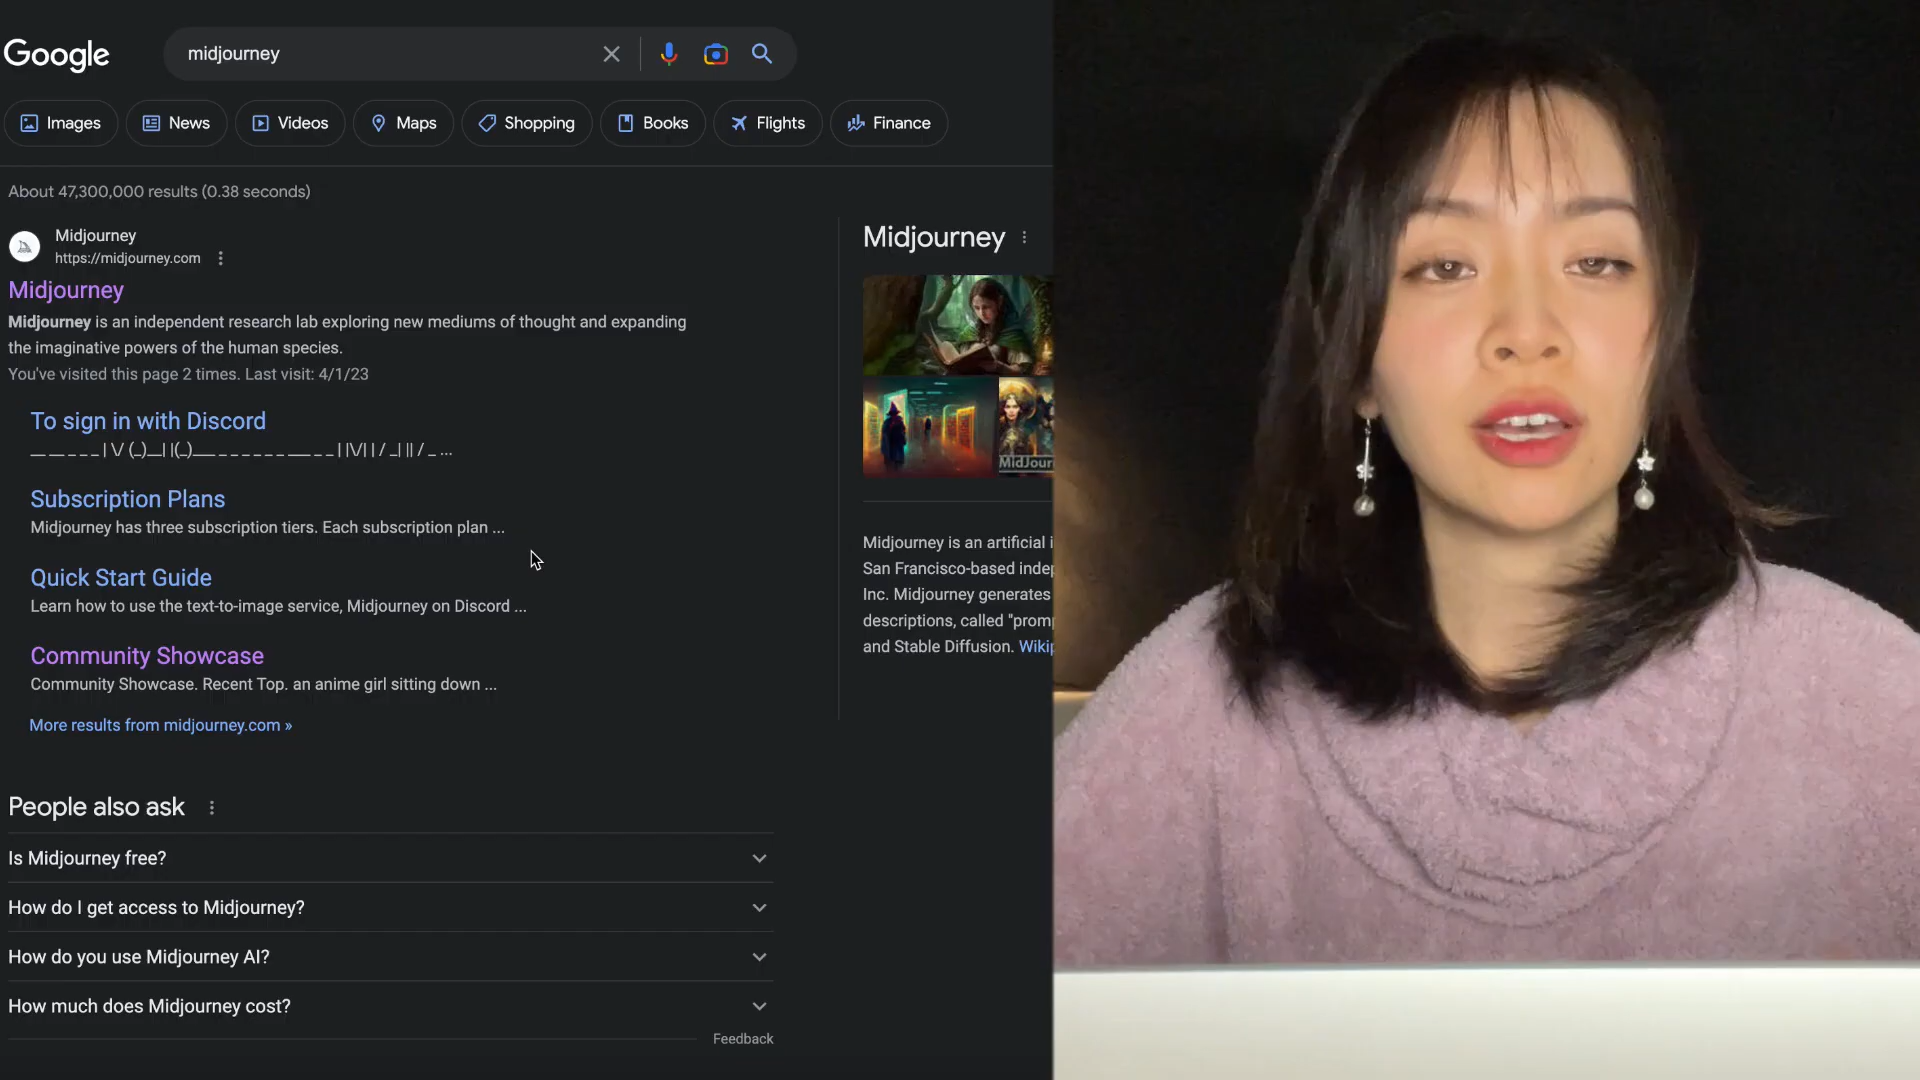 Google
midjourney
Images
News
Videos
Maps
Shopping
Books
Flights
Finance
About 47,300,000 results (0.38 seconds)
Midjourney
https://midjourney.com
Midjourney
Midjourney is an independent research lab exploring new mediums of thought and expanding
the imaginative powers of the human species.
You've visited this page 2 times. Last visit: 4/1/23
To sign in with Discord
Subscription Plans
Midjourney has three subscription tiers. Each subscription plan ...
Quick Start Guide
Learn how to use the text-to-image service, Midjourney on Discord ...
Community Showcase
Community Showcase. Recent Top. an anime girl sitting down ...
More results from midjourney.com »
People also ask
Is Midjourney free?
How do I get access to Midjourney?
How do you use Midjourney AI?
How much does Midjourney cost?
Feedback
Midjourney
MidJour
Midjourney is an artificial i
San Francisco-based indep
Inc. Midjourney generates
descriptions, called "promp
and Stable Diffusion. Wikip